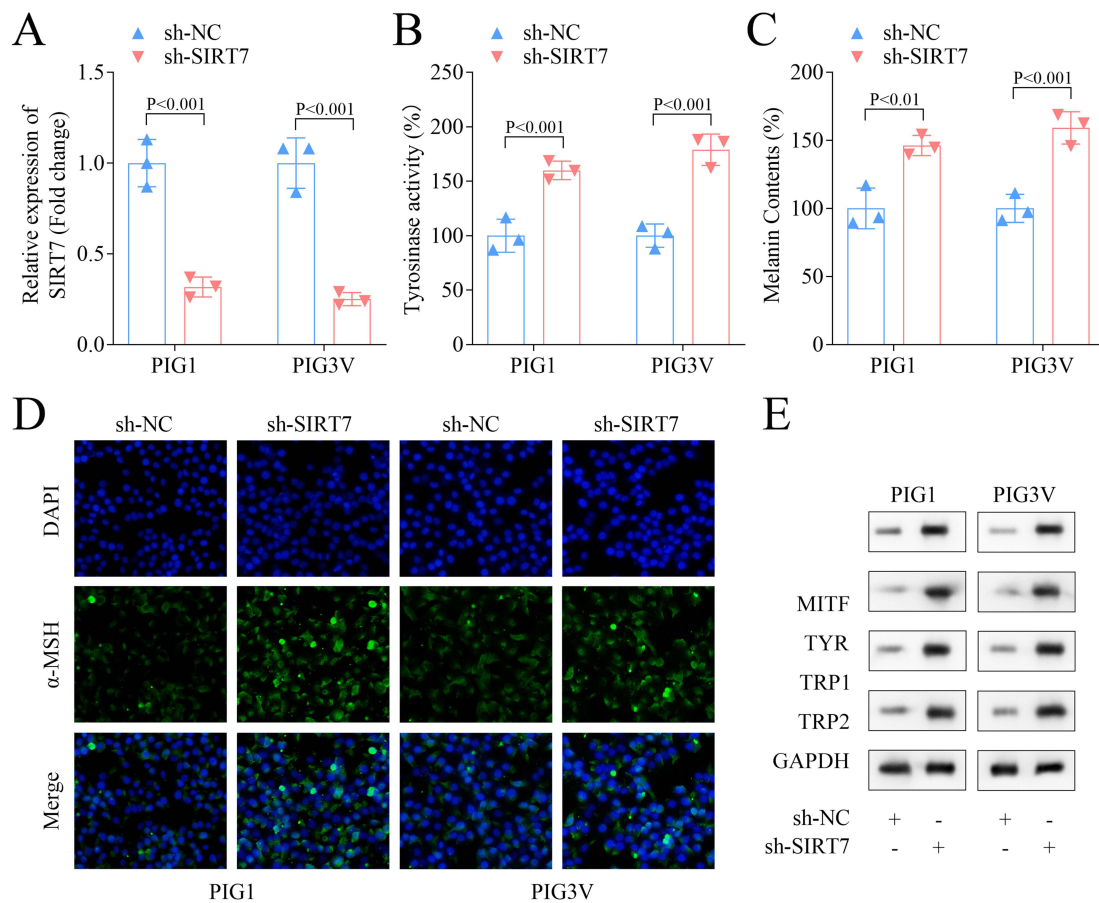 A
sh-NC
sh-SIRT7
Relative expression of
SIRT7 (Fold change)
1.5
1.0
0.5
0.0
P<0.001
P<0.001
PIG1
PIG3V
B
sh-NC
sh-SIRT7
Tyrosinase activity (%)
250
200
150
100
50
0
P<0.001
P<0.001
PIG1
PIG3V
C
sh-NC
sh-SIRT7
Melanin Contents (%)
200
150
100
50
0
P<0.01
P<0.001
PIG1
PIG3V
D
sh-NC
sh-SIRT7
sh-NC
sh-SIRT7
DAPI
α-MSH
Merge
PIG1
PIG3V
E
PIG1
PIG3V
MITF
TYR
TRP1
TRP2
GAPDH
sh-NC + - + -
sh-SIRT7 - + - +